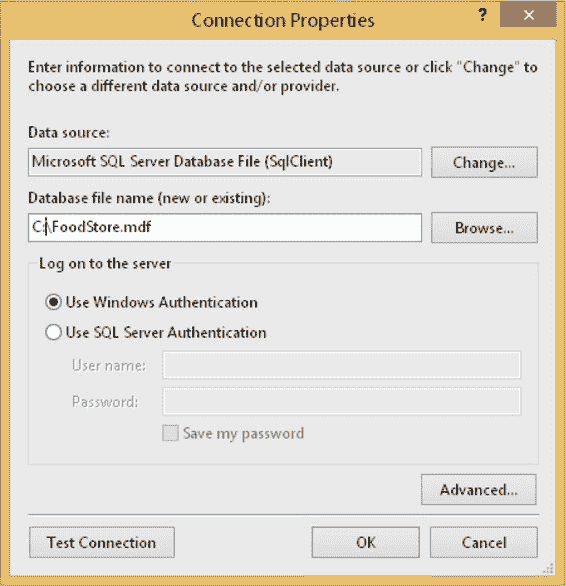 Connection Properties
?
Enter information to connect to the selected data source or click "Change" to
choose a different data source and/or provider.
Data source:
Microsoft SQL Server Database File (SqlClient)
Change...
Database file name (new or existing):
C:\FoodStore.mdf
Browse...
Log on to the server
Use Windows Authentication
Use SQL Server Authentication
User name:
Password:
Save my password
Advanced...
Test Connection
OK
Cancel